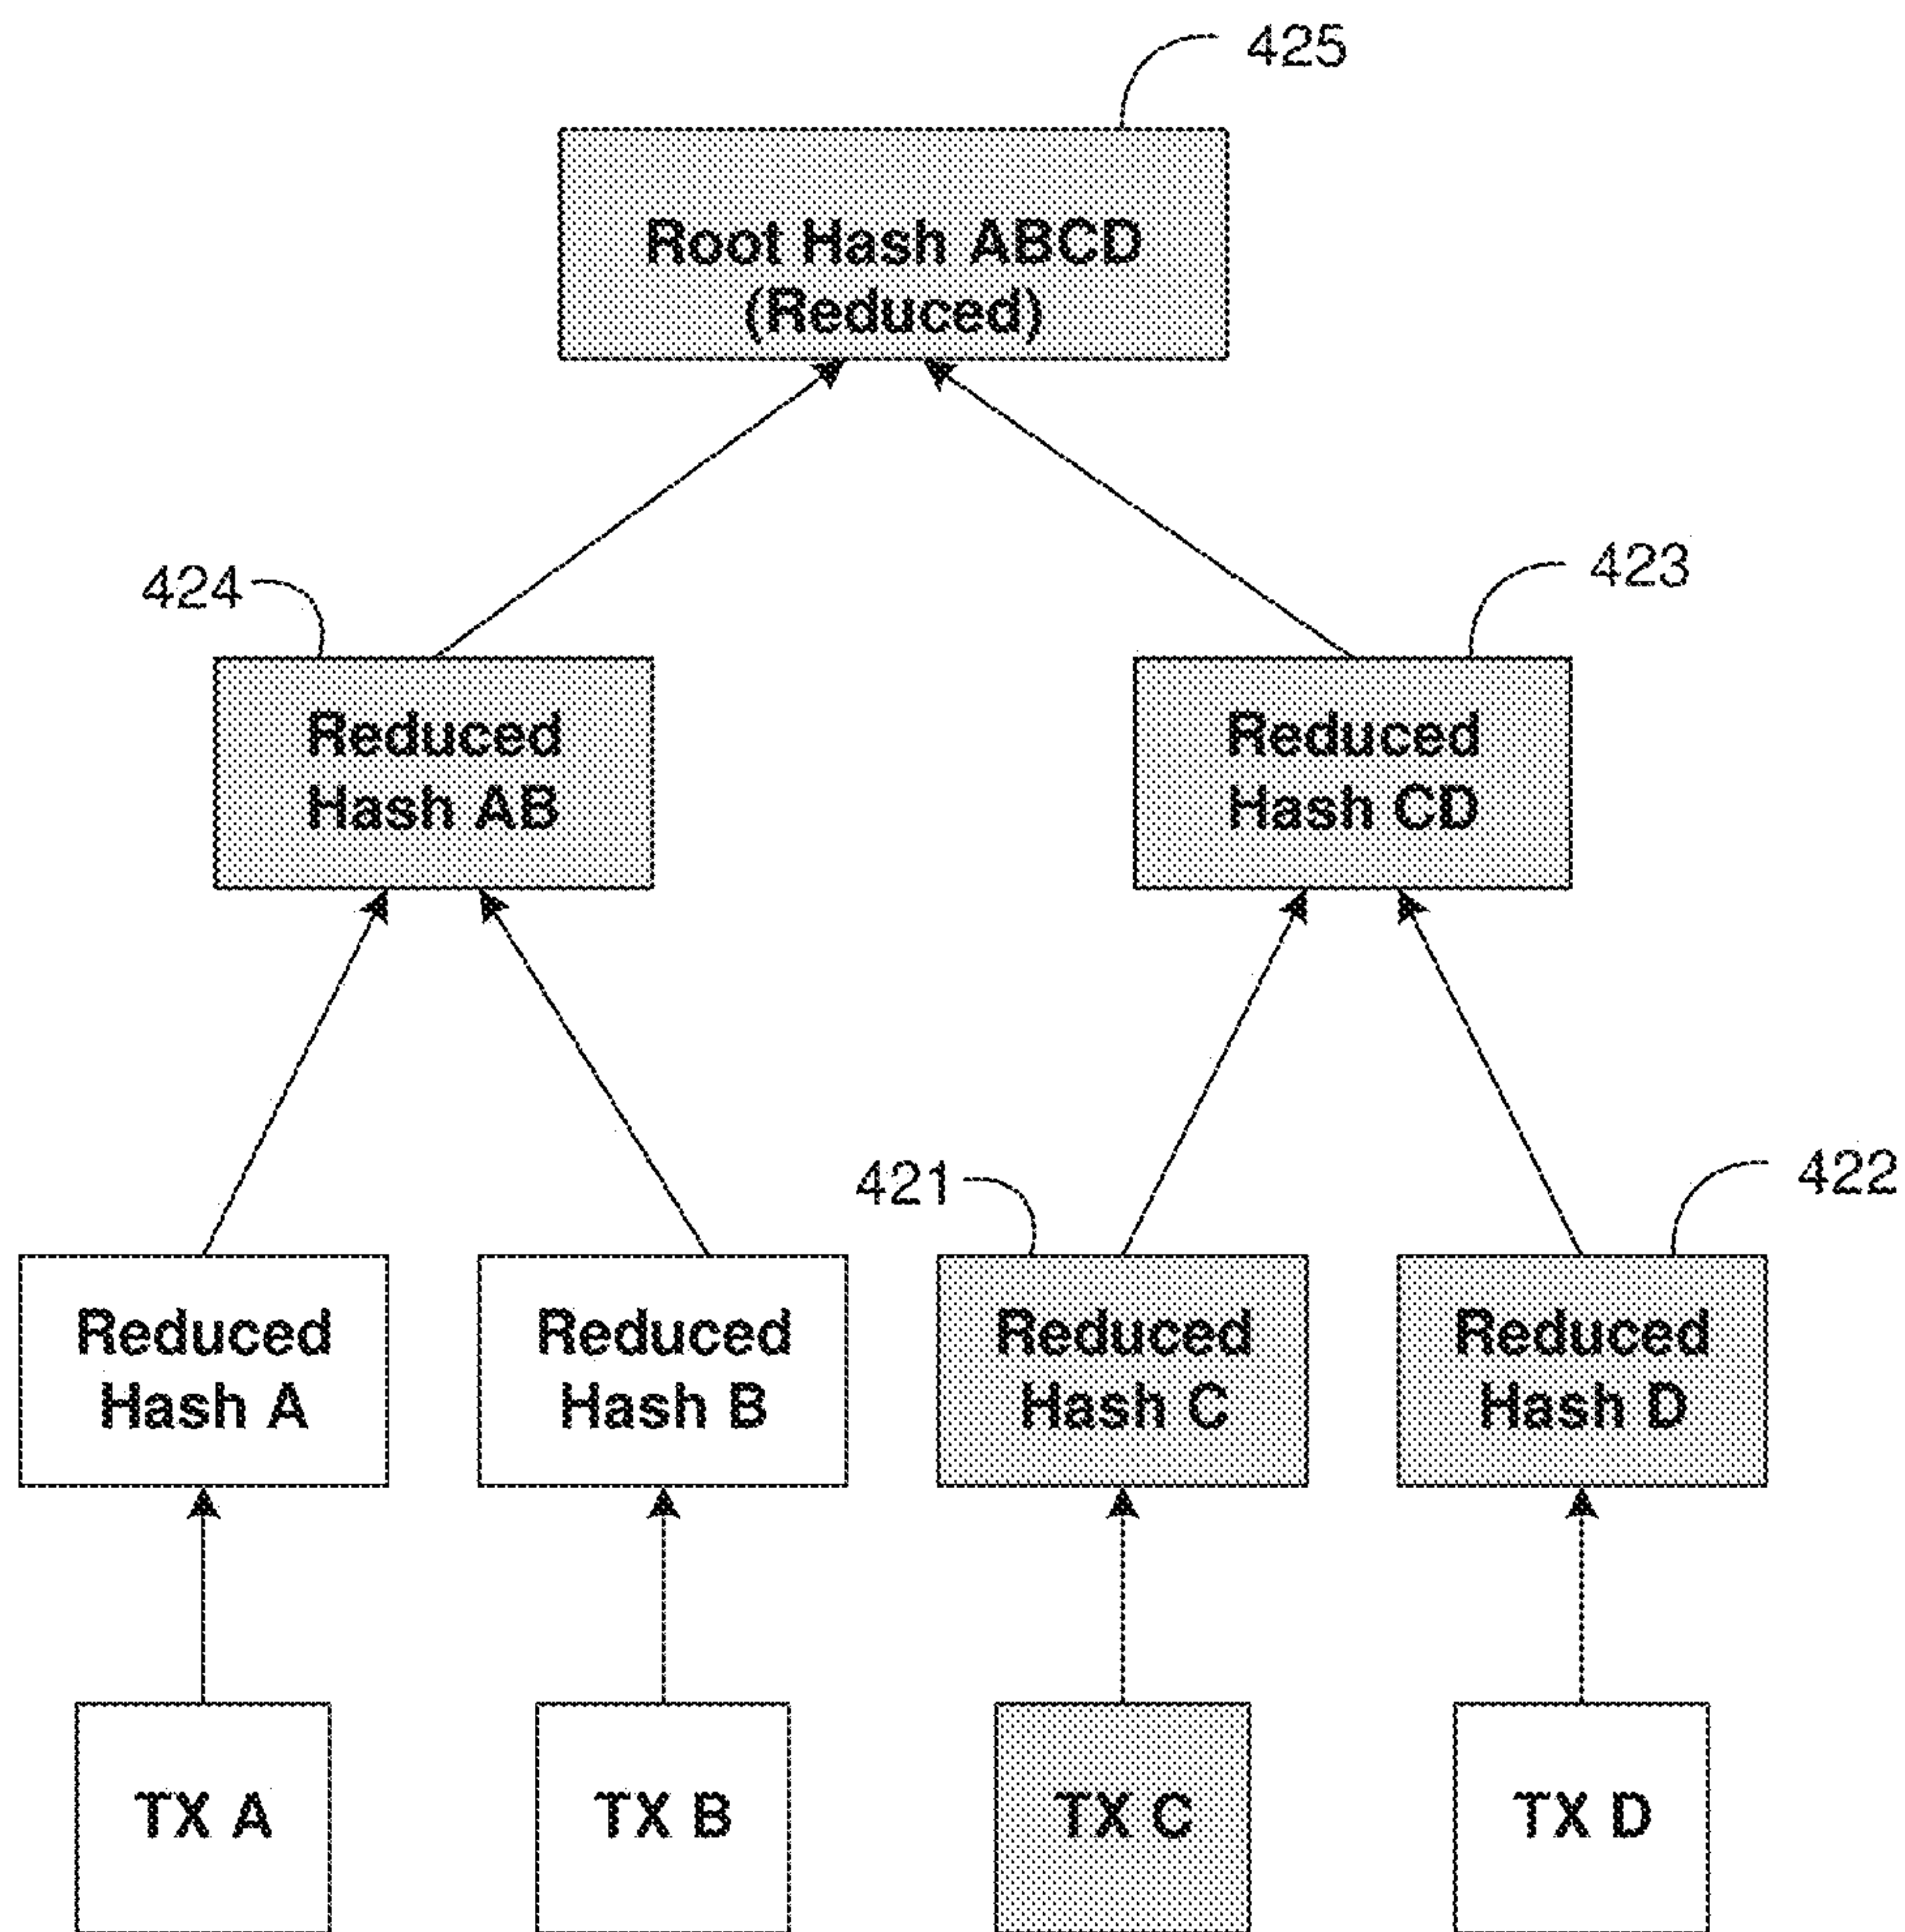 425
Root Hash ABCD
(Reduced)
424
423
Reduced
Hash AB
Reduced
Hash CD
421
422
Reduced
Hash A
Reduced
Hash B
Reduced
Hash C
Reduced
Hash D
TX A
TX B
TX C
TX D